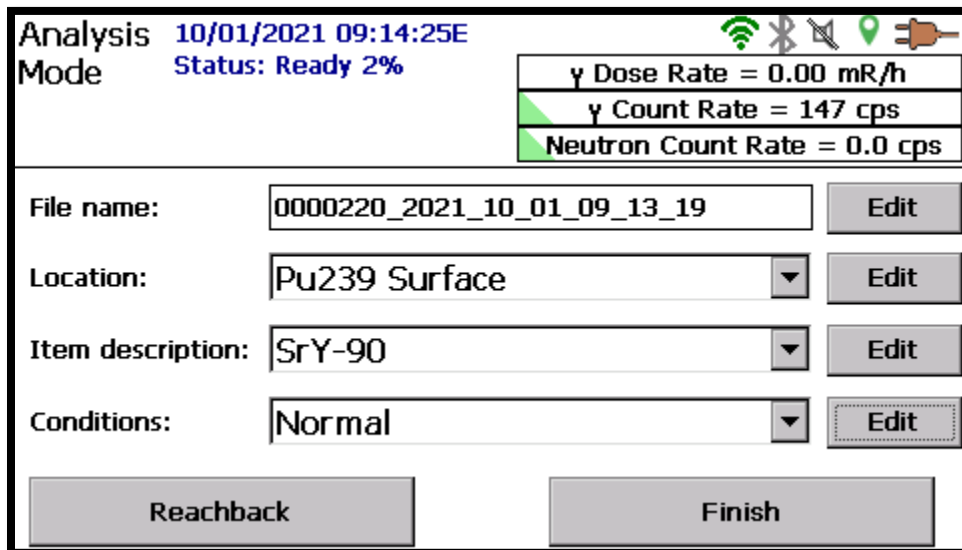 Analysis 10/01/2021 09:14:25E
Mode Status: Ready 2%
γ Dose Rate = 0.00 mR/h
γ Count Rate = 147 cps
Neutron Count Rate = 0.0 cps
File name: 0000220_2021_10_01_09_13_19 Edit
Location: Pu239 Surface Edit
Item description: SrY-90 Edit
Conditions: Normal Edit
Reachback Finish